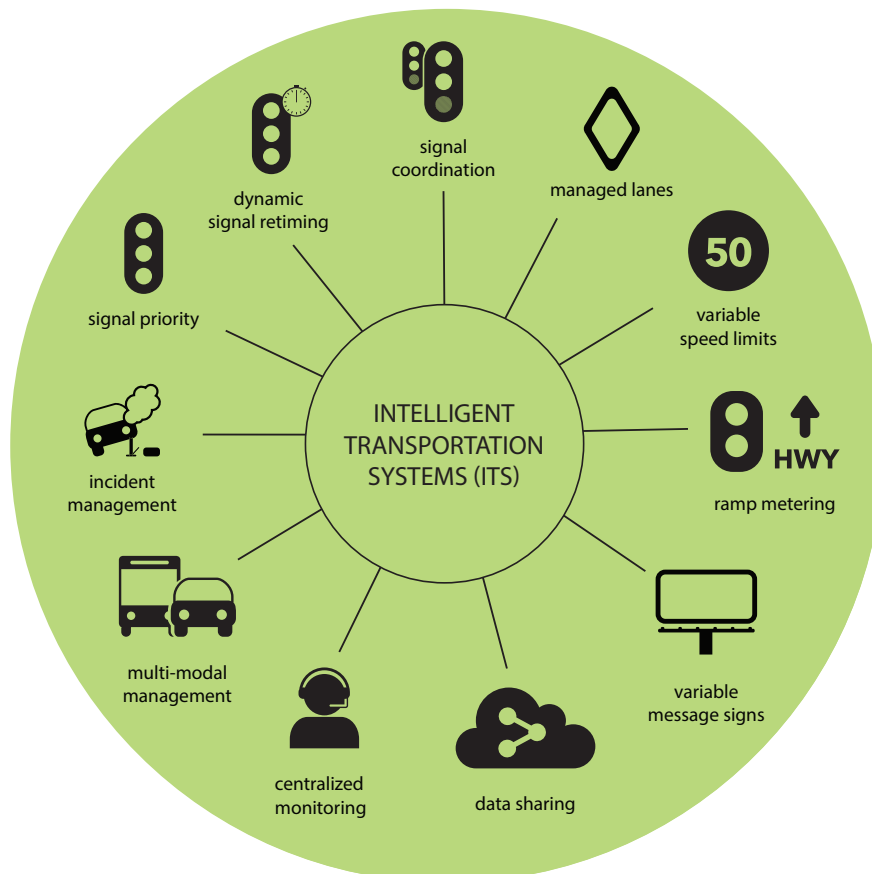 signal
coordination
managed lanes
50
variable
speed limits
HWY
ramp metering
variable
message signs
data sharing
centralized
monitoring
multi-modal
management
incident
management
signal priority
dynamic
signal retiming
INTELLIGENT
TRANSPORTATION
SYSTEMS (ITS)